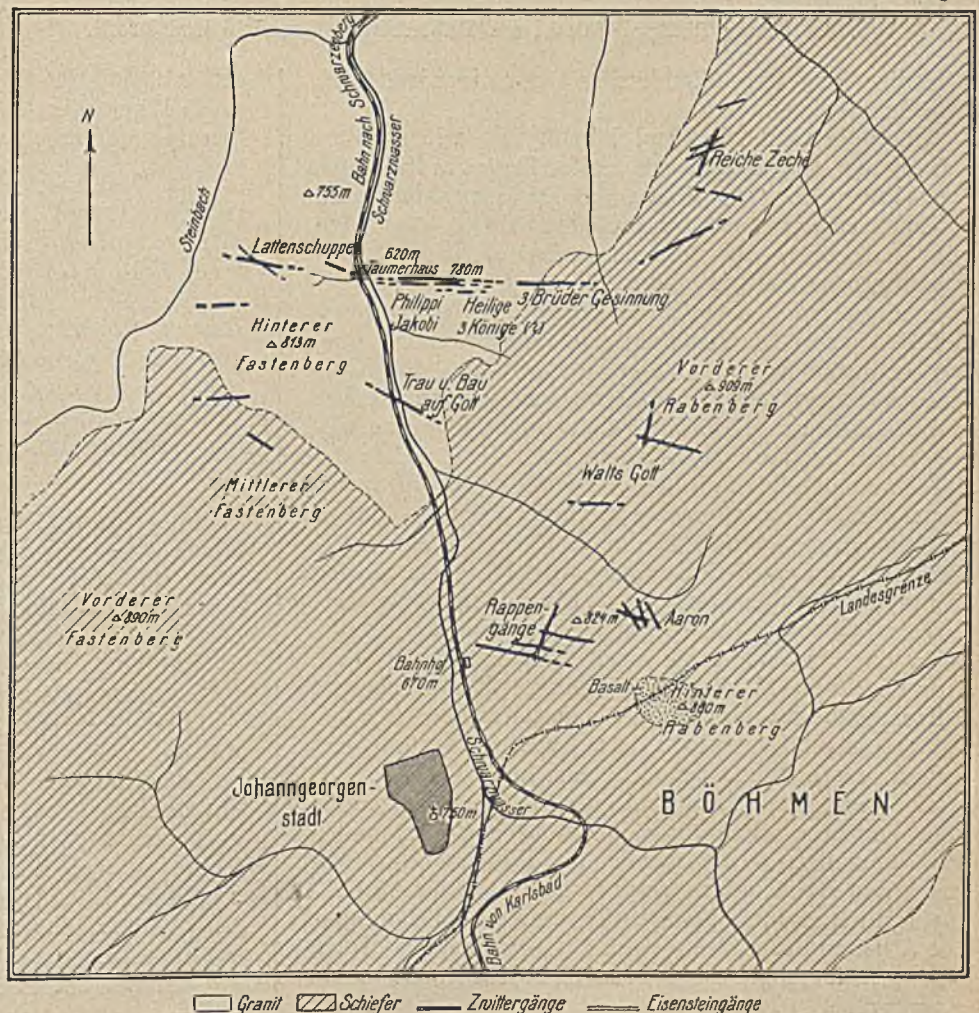 N
Bahn nach Schwarzenberg
Schwarzwasser
Steinbach
△ 755m
Reiche Zeche
Lattenschuppe
620m
780m
Philippi
Jakobi
Heilige
3 Könige
3 Brüder Gesinnung
Hinterer
△ 813m
Fastenberg
Trau u. Bau
auf Gott
Vorderer
△ 909m
Rabenberg
Walts Gott
Mittlerer
Fastenberg
Vorderer
△ 890m
Fastenberg
Rappen-
gänge
△ 824m
Aaron
Landesgrenze
Bahnhof
670m
Basalt
Hinterer
△ 880m
Rabenberg
Schwarzwasser
Johanngeorgen-
stadt
750m
BÖHMEN
Bahn von Karlsbad
Granit Schiefer Zwittergänge Eisensteingänge